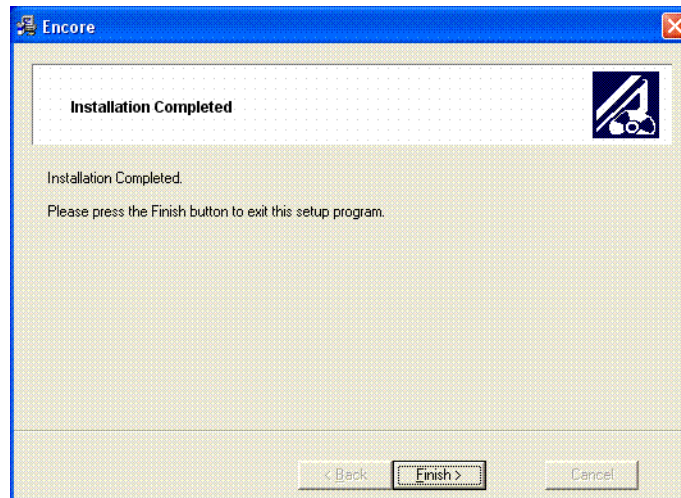 Encore
Installation Completed
Installation Completed.
Please press the Finish button to exit this setup program.
< Back Finish > Cancel